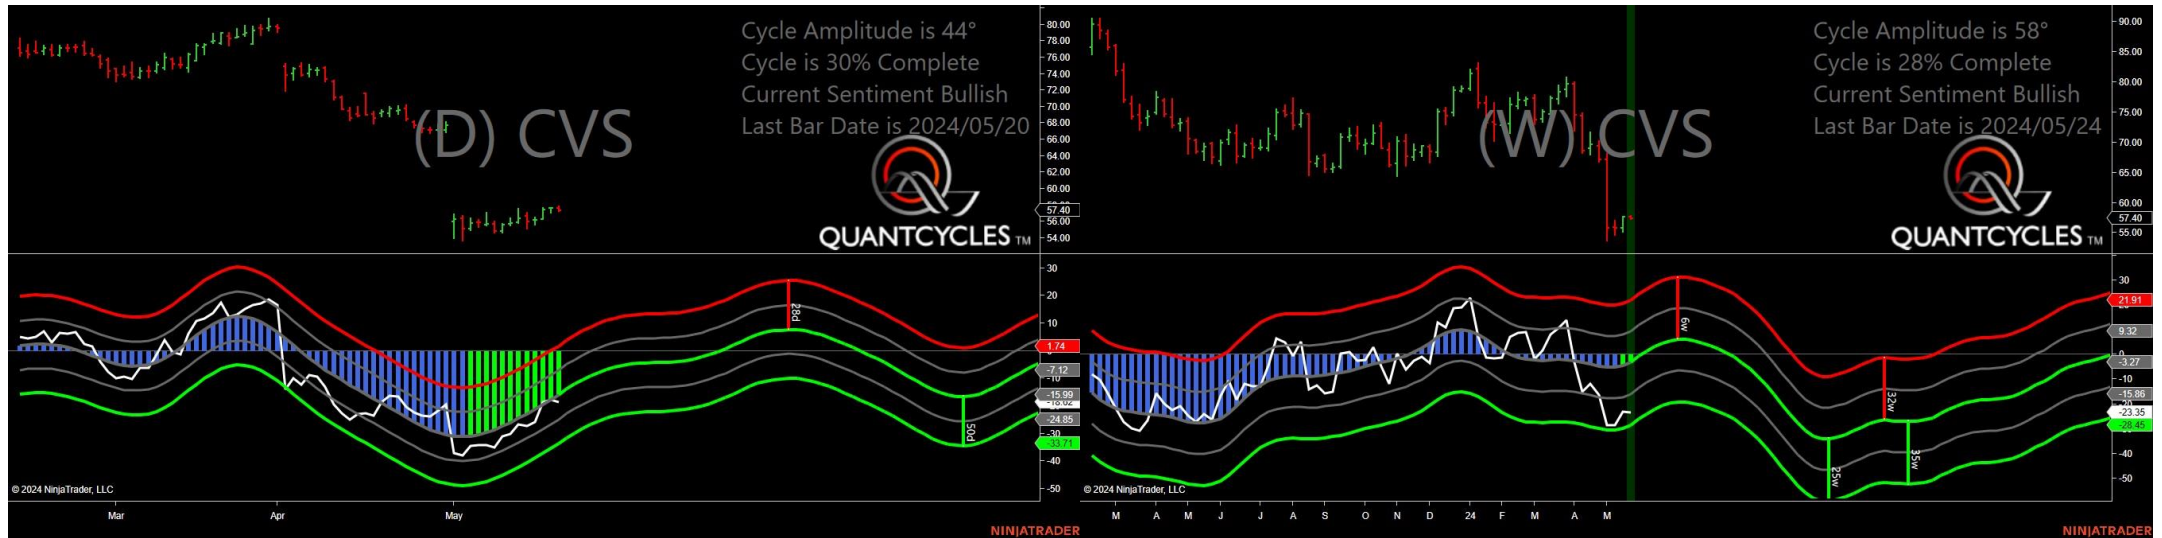 Cycle Amplitude is 44°
Cycle is 30% Complete
Current Sentiment Bullish
Last Bar Date is 2024/05/20
(D) CVS
QUANTCYCLES TM
80.00
78.00
76.00
74.00
72.00
70.00
68.00
66.00
64.00
62.00
60.00
57.40
56.00
54.00
30
20
10
1.74
-7.12
-10
-15.99
-24.85
-30
-33.71
-40
-50
28d
50d
© 2024 NinjaTrader, LLC
Mar Apr May
NINJATRADER
Cycle Amplitude is 58°
Cycle is 28% Complete
Current Sentiment Bullish
Last Bar Date is 2024/05/24
(W) CVS
QUANTCYCLES TM
90.00
85.00
80.00
75.00
70.00
65.00
60.00
57.40
55.00
30
21.91
9.32
-3.27
-10
-15.86
-23.35
-28.45
-40
-50
6w
32w
25w
35w
© 2024 NinjaTrader, LLC
M A M J J A S O N D 24 F M A M
NINJATRADER